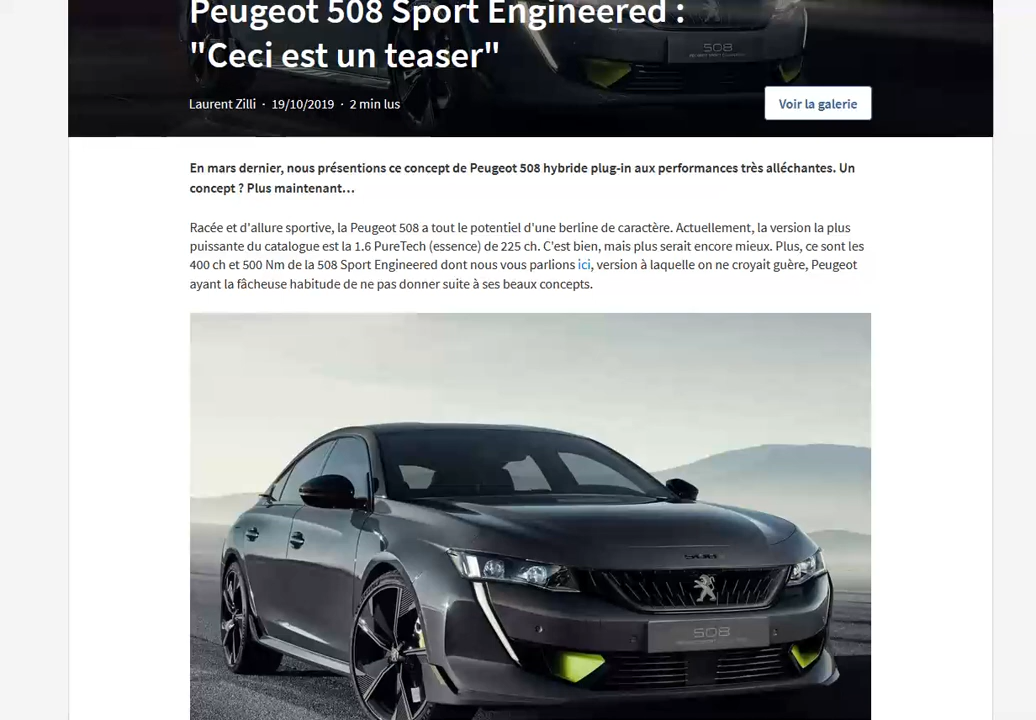 Peugeot 508 Sport Engineered :
"Ceci est un teaser"
Laurent Zilli · 19/10/2019 · 2 min lus
Voir la galerie
En mars dernier, nous présentions ce concept de Peugeot 508 hybride plug-in aux performances très alléchantes. Un
concept ? Plus maintenant…
Racée et d'allure sportive, la Peugeot 508 a tout le potentiel d'une berline de caractère. Actuellement, la version la plus
puissante du catalogue est la 1.6 PureTech (essence) de 225 ch. C'est bien, mais plus serait encore mieux. Plus, ce sont les
400 ch et 500 Nm de la 508 Sport Engineered dont nous vous parlions ici, version à laquelle on ne croyait guère, Peugeot
ayant la fâcheuse habitude de ne pas donner suite à ses beaux concepts.
508
508
508